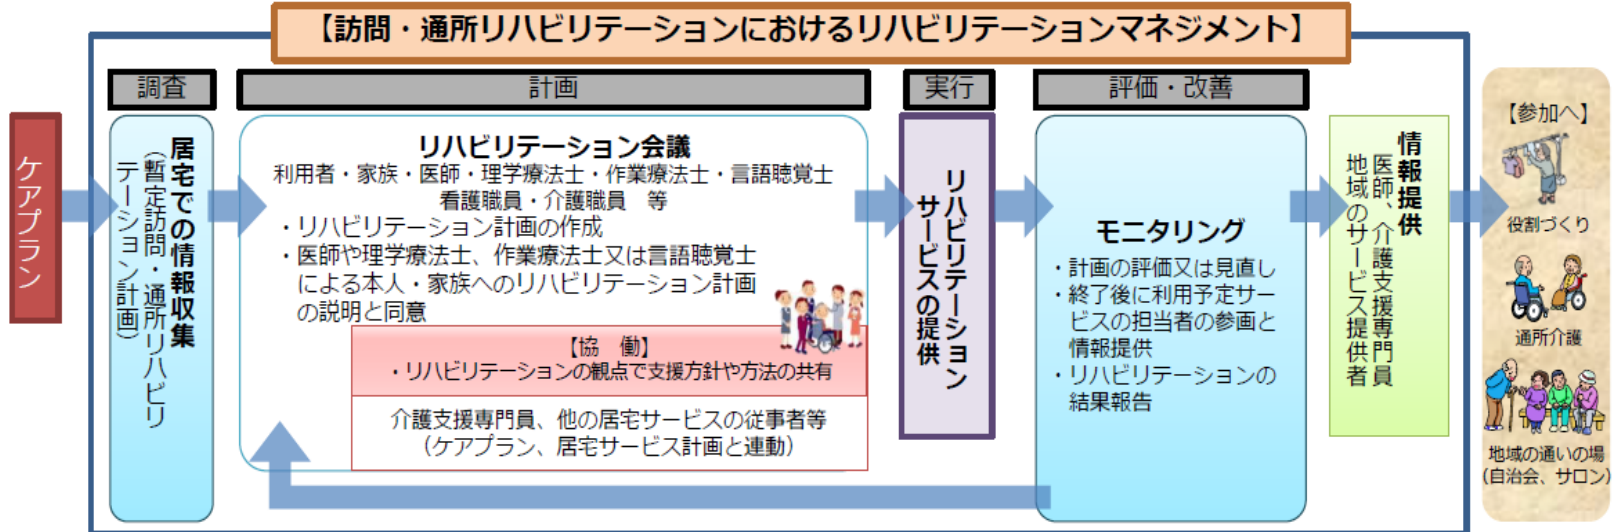 【訪問・通所リハビリテーションにおけるリハビリテーションマネジメント】
ケアプラン
調査
居宅での情報収集
(暫定訪問・通所リハビリ
テーション計画)
計画
リハビリテーション会議
利用者・家族・医師・理学療法士・作業療法士・言語聴覚士
看護職員・介護職員　等
・リハビリテーション計画の作成
・医師や理学療法士、作業療法士又は言語聴覚士
による本人・家族へのリハビリテーション計画
の説明と同意
【協　働】
・リハビリテーションの観点で支援方針や方法の共有
介護支援専門員、他の居宅サービスの従事者等
（ケアプラン、居宅サービス計画と連動）
実行
リハビリテーション
サービスの提供
評価・改善
モニタリング
・計画の評価又は見直し
・終了後に利用予定サー
ビスの担当者の参画と
情報提供
・リハビリテーションの
結果報告
情報提供
医師、介護支援専門員
地域のサービス提供者
【参加へ】
役割づくり
通所介護
地域の通いの場
(自治会、サロン)